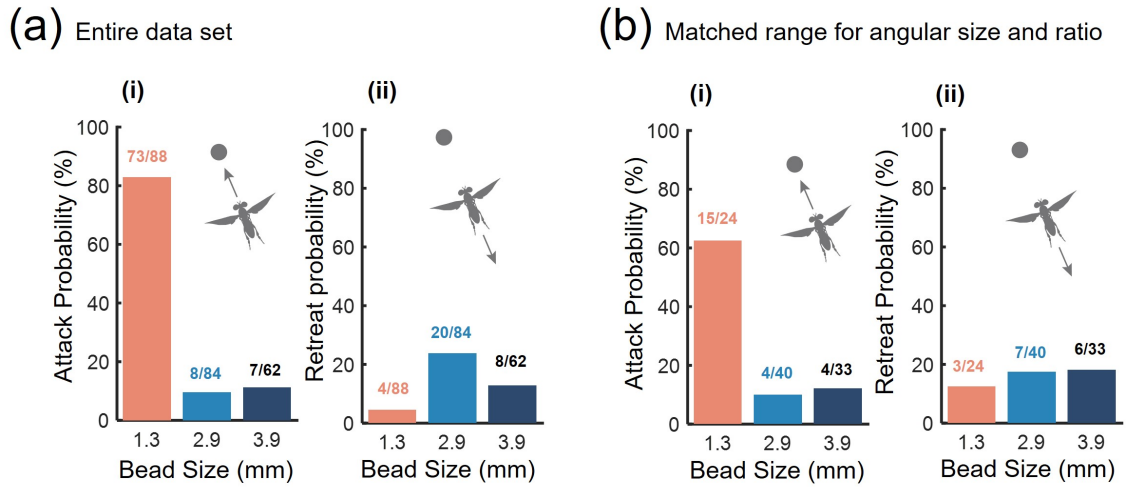 (a) Entire data set
(i)
Attack Probability (%)
100
80
60
40
20
0
73/88
8/84
7/62
1.3 2.9 3.9
Bead Size (mm)
(ii)
Retreat probability (%)
100
80
60
40
20
0
4/88
20/84
8/62
1.3 2.9 3.9
Bead Size (mm)
(b) Matched range for angular size and ratio
(i)
Attack Probability (%)
100
80
60
40
20
0
15/24
4/40
4/33
1.3 2.9 3.9
Bead Size (mm)
(ii)
Retreat Probability (%)
100
80
60
40
20
0
3/24
7/40
6/33
1.3 2.9 3.9
Bead Size (mm)